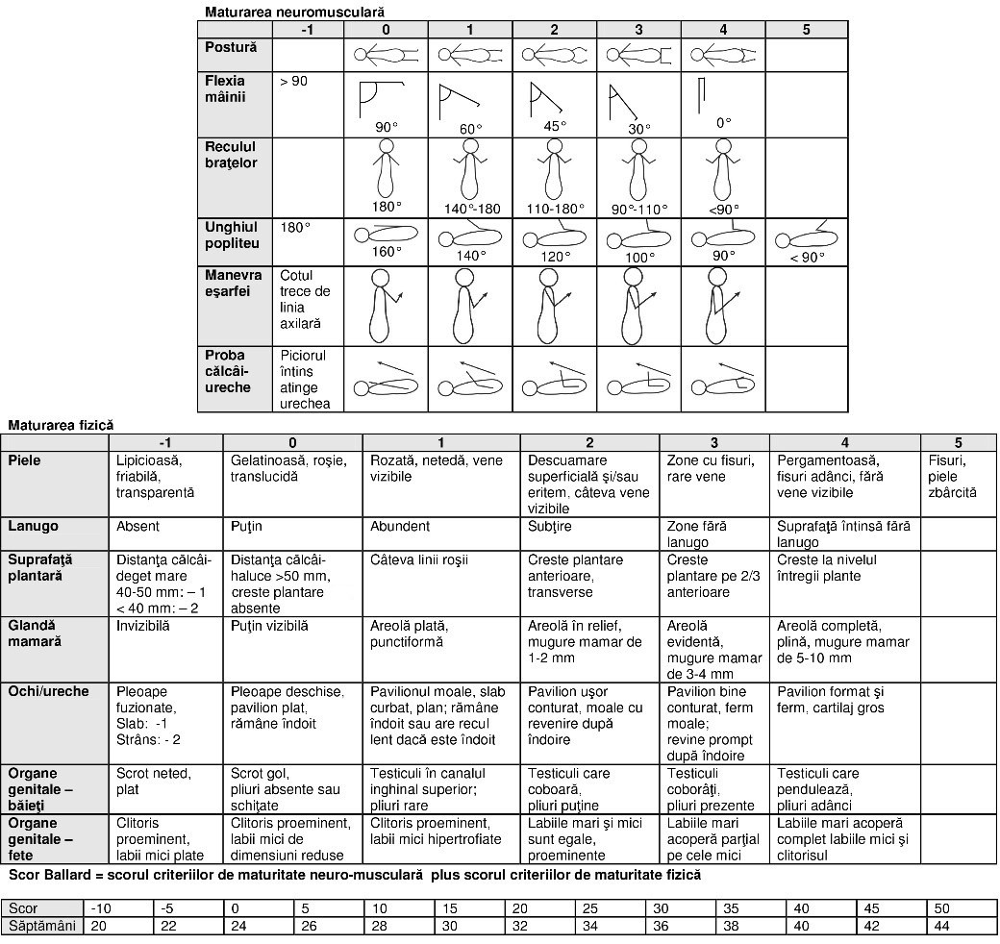 Maturarea neuromusculară
-1 0 1 2 3 4 5
Postură
Flexia mâinii > 90 90° 60° 45° 30° 0°
Reculul braţelor 180° 140°-180 110-180° 90°-110° <90°
Unghiul popliteu 180° 160° 140° 120° 100° 90° < 90°
Manevra eşarfei Cotul trece de linia axilară
Proba călcâi-ureche Piciorul întins atinge urechea
Maturarea fizică
-1 0 1 2 3 4 5
Piele Lipicioasă, friabilă, transparentă Gelatinoasă, roşie, translucidă Rozată, netedă, vene vizibile Descuamare superficială şi/sau eritem, câteva vene vizibile Zone cu fisuri, rare vene Pergamentoasă, fisuri adânci, fără vene vizibile Fisuri, piele zbârcită
Lanugo Absent Puţin Abundent Subţire Zone fără lanugo Suprafaţă întinsă fără lanugo
Suprafaţă plantară Distanţa călcâi-deget mare 40-50 mm: – 1 < 40 mm: – 2 Distanţa călcâi-haluce >50 mm, creste plantare absente Câteva linii roşii Creste plantare anterioare, transverse Creste plantare pe 2/3 anterioare Creste la nivelul întregii plante
Glandă mamară Invizibilă Puţin vizibilă Areolă plată, punctiformă Areolă în relief, mugure mamar de 1-2 mm Areolă evidentă, mugure mamar de 3-4 mm Areolă completă, plină, mugure mamar de 5-10 mm
Ochi/ureche Pleoape fuzionate, Slab: -1 Strâns: - 2 Pleoape deschise, pavilion plat, rămâne îndoit Pavilionul moale, slab curbat, plan; rămâne îndoit sau are recul lent dacă este îndoit Pavilion uşor conturat, moale cu revenire după îndoire Pavilion bine conturat, ferm moale; revine prompt după îndoire Pavilion format şi ferm, cartilaj gros
Organe genitale – băieţi Scrot neted, plat Scrot gol, pliuri absente sau schiţate Testiculi în canalul inghinal superior; pliuri rare Testiculi care coboară, pliuri puţine Testiculi coborâţi, pliuri prezente Testiculi care pendulează, pliuri adânci
Organe genitale – fete Clitoris proeminent, labii mici plate Clitoris proeminent, labii mici de dimensiuni reduse Clitoris proeminent, labii mici hipertrofiate Labiile mari şi mici sunt egale, proeminente Labiile mari acoperă parţial pe cele mici Labiile mari acoperă complet labiile mici şi clitorisul
Scor Ballard = scorul criteriilor de maturitate neuro-musculară plus scorul criteriilor de maturitate fizică
Scor -10 -5 0 5 10 15 20 25 30 35 40 45 50
Săptămâni 20 22 24 26 28 30 32 34 36 38 40 42 44